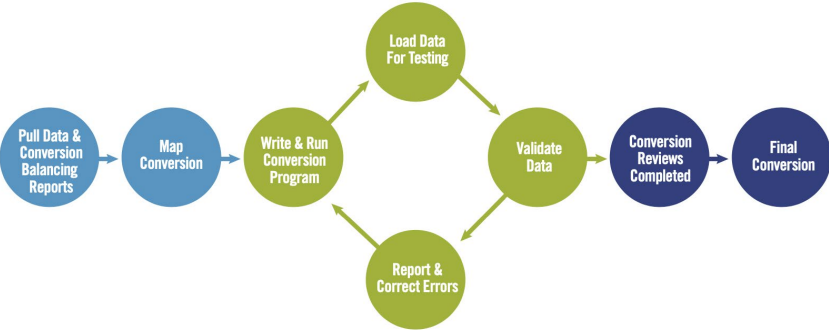 Pull Data &
Conversion
Balancing
Reports
Map
Conversion
Write & Run
Conversion
Program
Load Data
For Testing
Validate
Data
Report &
Correct Errors
Conversion
Reviews
Completed
Final
Conversion